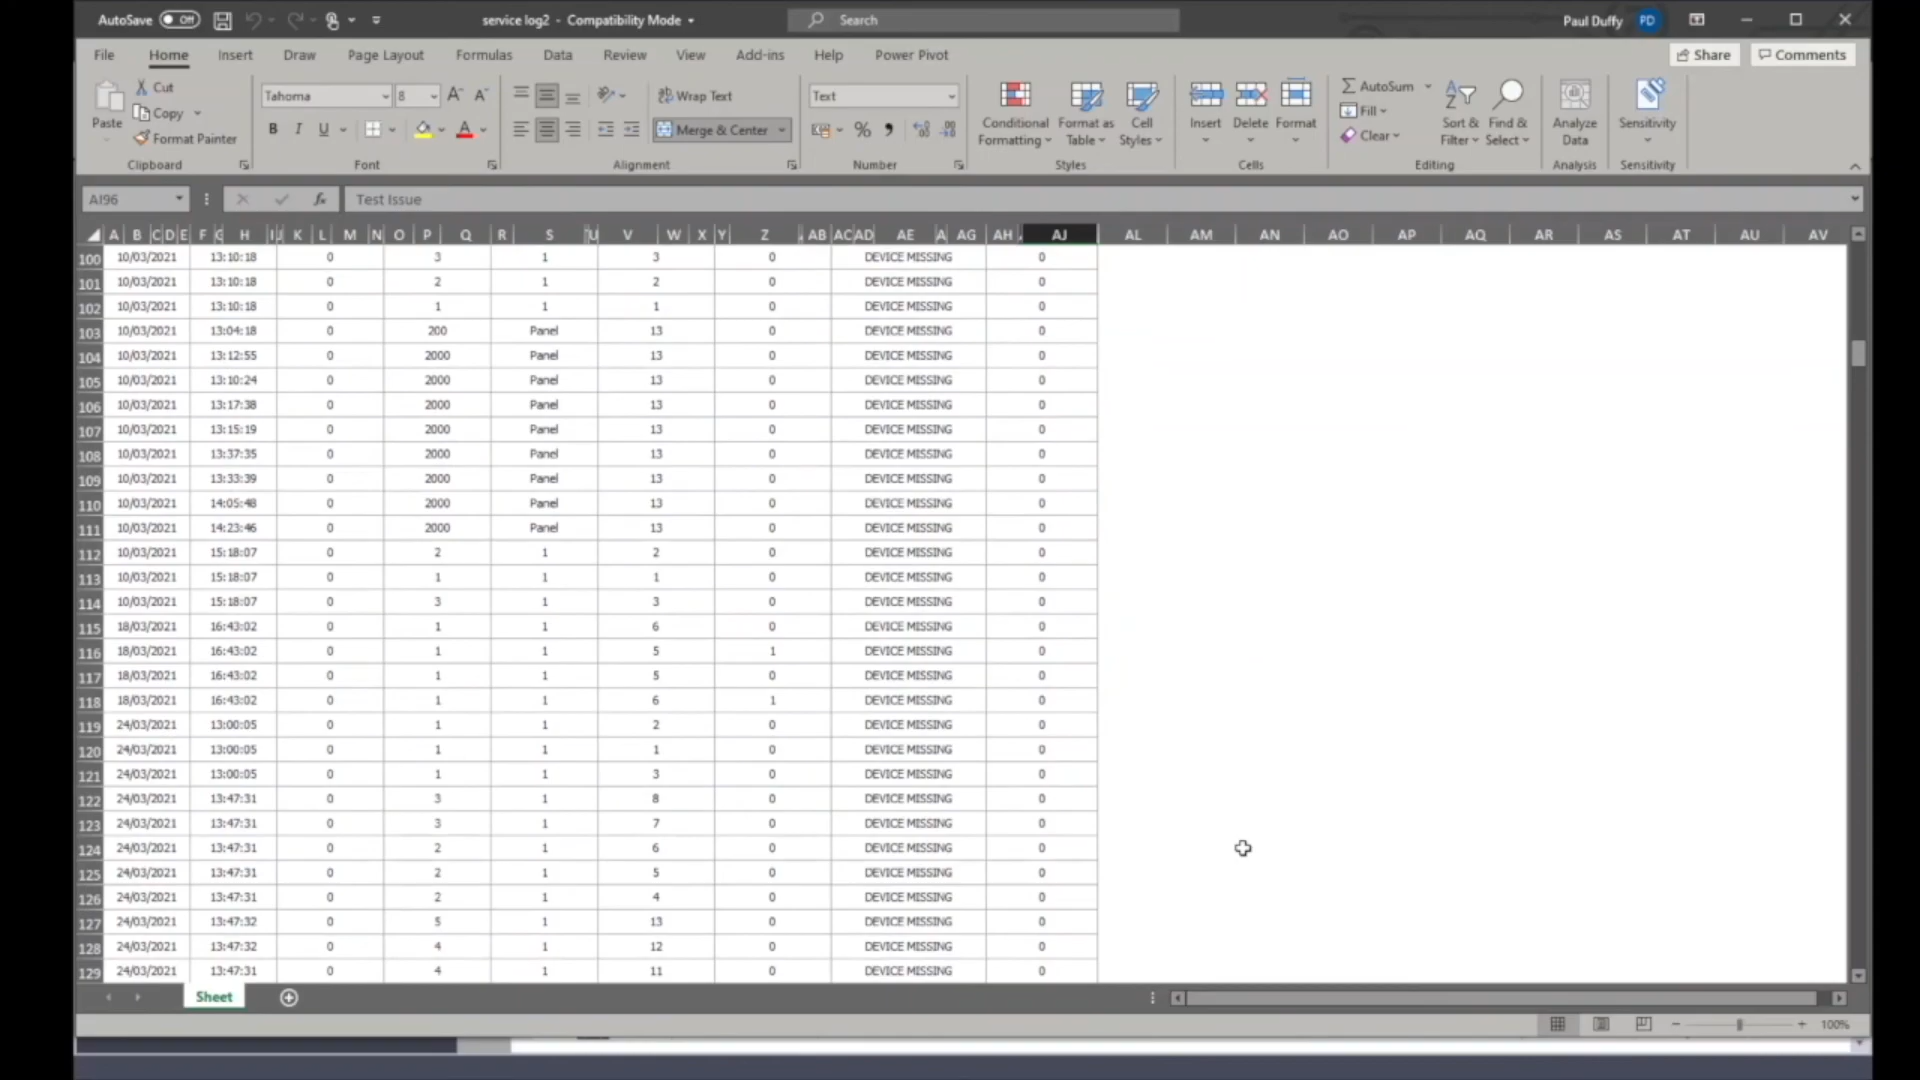 AutoSave Off service log2 - Compatibility Mode Search Paul Duffy PD
File Home Insert Draw Page Layout Formulas Data Review View Add-ins Help Power Pivot Share Comments
Paste Cut Copy Format Painter Clipboard
Tahoma 8 B I U Font
Wrap Text Merge & Center Alignment
Text % Number
Conditional Formatting Format as Table Cell Styles Styles
Insert Delete Format Cells
AutoSum Fill Clear Sort & Filter Find & Select Editing
Analyze Data Analysis
Sensitivity Sensitivity
AI96 fx Test Issue
A B C D E F G H I J K L M N O P Q R S U V W X Y Z AB AC AD AE A AG AH AJ AL AM AN AO AP AQ AR AS AT AU AV
100 10/03/2021 13:10:18 0 3 1 3 0 DEVICE MISSING 0
101 10/03/2021 13:10:18 0 2 1 2 0 DEVICE MISSING 0
102 10/03/2021 13:10:18 0 1 1 1 0 DEVICE MISSING 0
103 10/03/2021 13:04:18 0 200 Panel 13 0 DEVICE MISSING 0
104 10/03/2021 13:12:55 0 2000 Panel 13 0 DEVICE MISSING 0
105 10/03/2021 13:10:24 0 2000 Panel 13 0 DEVICE MISSING 0
106 10/03/2021 13:17:38 0 2000 Panel 13 0 DEVICE MISSING 0
107 10/03/2021 13:15:19 0 2000 Panel 13 0 DEVICE MISSING 0
108 10/03/2021 13:37:35 0 2000 Panel 13 0 DEVICE MISSING 0
109 10/03/2021 13:33:39 0 2000 Panel 13 0 DEVICE MISSING 0
110 10/03/2021 14:05:48 0 2000 Panel 13 0 DEVICE MISSING 0
111 10/03/2021 14:23:46 0 2000 Panel 13 0 DEVICE MISSING 0
112 10/03/2021 15:18:07 0 2 1 2 0 DEVICE MISSING 0
113 10/03/2021 15:18:07 0 1 1 1 0 DEVICE MISSING 0
114 10/03/2021 15:18:07 0 3 1 3 0 DEVICE MISSING 0
115 18/03/2021 16:43:02 0 1 1 6 0 DEVICE MISSING 0
116 18/03/2021 16:43:02 0 1 1 5 1 DEVICE MISSING 0
117 18/03/2021 16:43:02 0 1 1 5 0 DEVICE MISSING 0
118 18/03/2021 16:43:02 0 1 1 6 1 DEVICE MISSING 0
119 24/03/2021 13:00:05 0 1 1 2 0 DEVICE MISSING 0
120 24/03/2021 13:00:05 0 1 1 1 0 DEVICE MISSING 0
121 24/03/2021 13:00:05 0 1 1 3 0 DEVICE MISSING 0
122 24/03/2021 13:47:31 0 3 1 8 0 DEVICE MISSING 0
123 24/03/2021 13:47:31 0 3 1 7 0 DEVICE MISSING 0
124 24/03/2021 13:47:31 0 2 1 6 0 DEVICE MISSING 0
125 24/03/2021 13:47:31 0 2 1 5 0 DEVICE MISSING 0
126 24/03/2021 13:47:31 0 2 1 4 0 DEVICE MISSING 0
127 24/03/2021 13:47:32 0 5 1 13 0 DEVICE MISSING 0
128 24/03/2021 13:47:32 0 4 1 12 0 DEVICE MISSING 0
129 24/03/2021 13:47:31 0 4 1 11 0 DEVICE MISSING 0
Sheet
100%